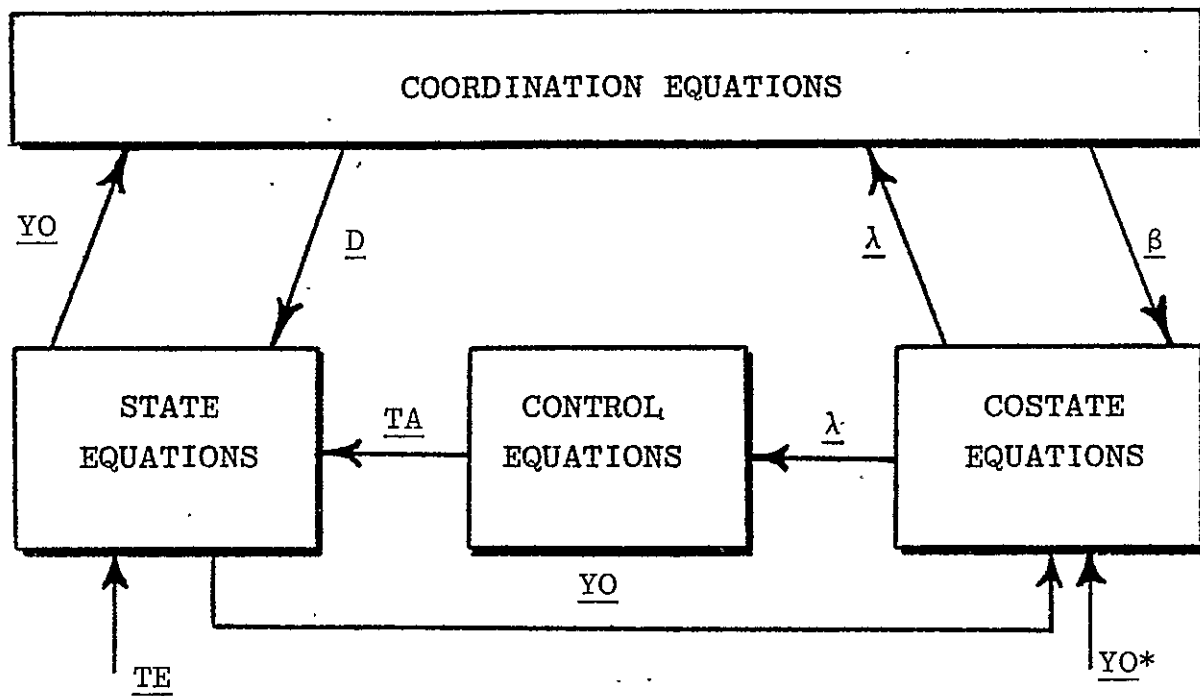 COORDINATION EQUATIONS
YO
D
λ
β
STATE
EQUATIONS
TA
CONTROL
EQUATIONS
λ
COSTATE
EQUATIONS
YO
TE
YO*